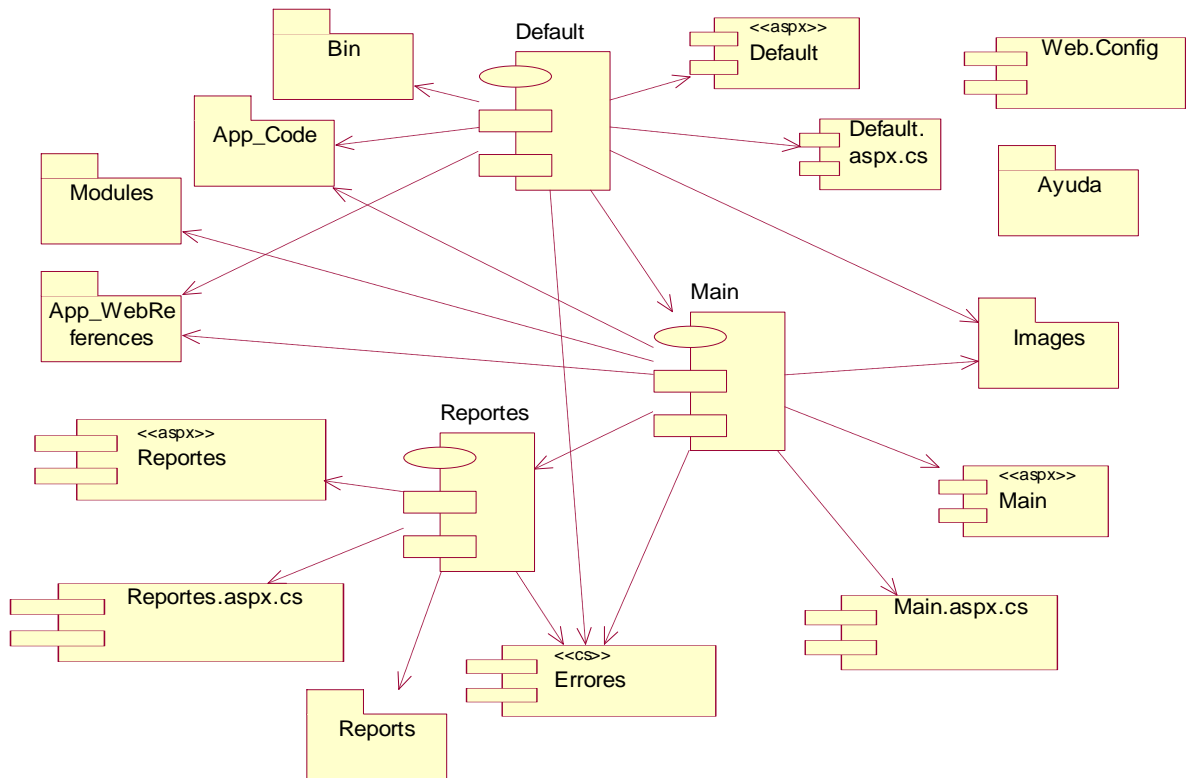 Default
Bin
<<aspx>>
Default
Web.Config
App_Code
Default.
aspx.cs
Modules
Ayuda
App_WebRe
ferences
Main
Images
Reportes
<<aspx>>
Reportes
<<aspx>>
Main
Reportes.aspx.cs
Main.aspx.cs
<<cs>>
Errores
Reports